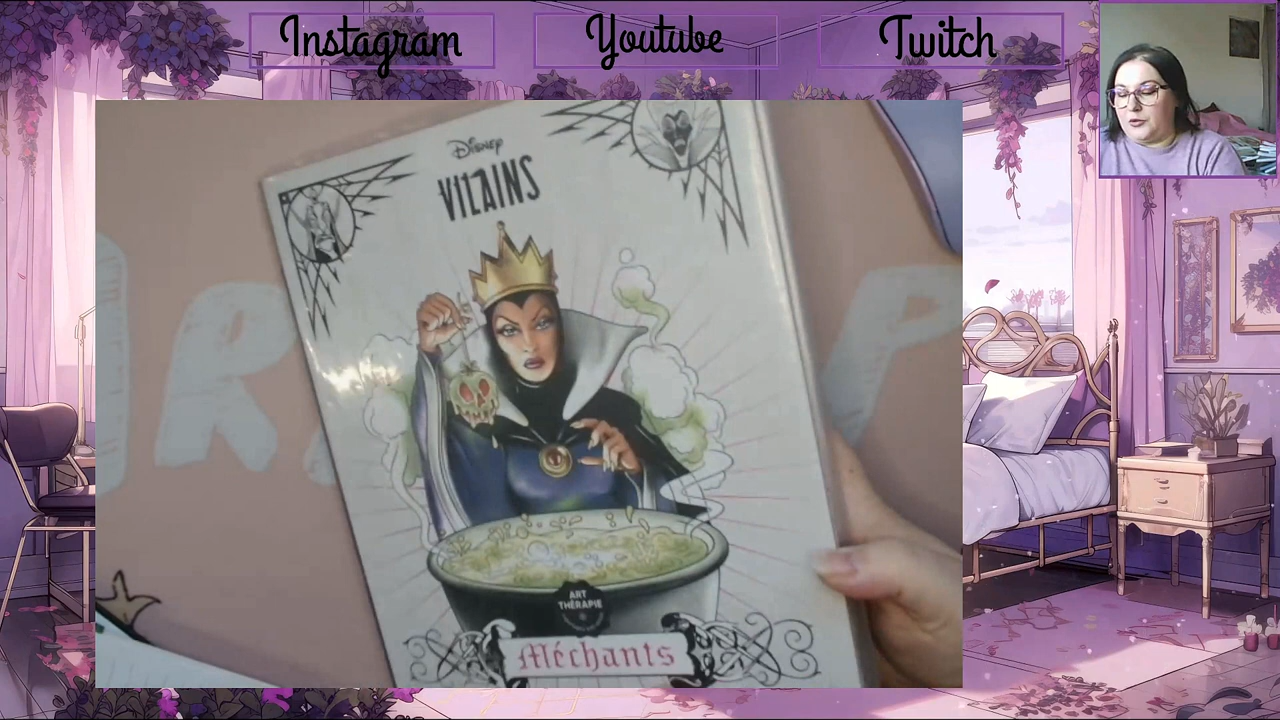 Instagram
Youtube
Twitch
Disney
VILAINS
ART
THÉRAPIE
Méchants